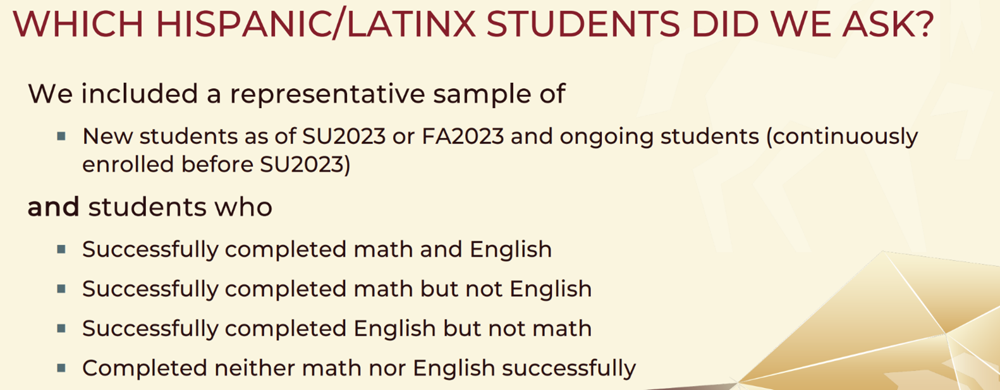 WHICH HISPANIC/LATINX STUDENTS DID WE ASK?
We included a representative sample of
▪ New students as of SU2023 or FA2023 and ongoing students (continuously
enrolled before SU2023)
and students who
▪ Successfully completed math and English
▪ Successfully completed math but not English
▪ Successfully completed English but not math
▪ Completed neither math nor English successfully